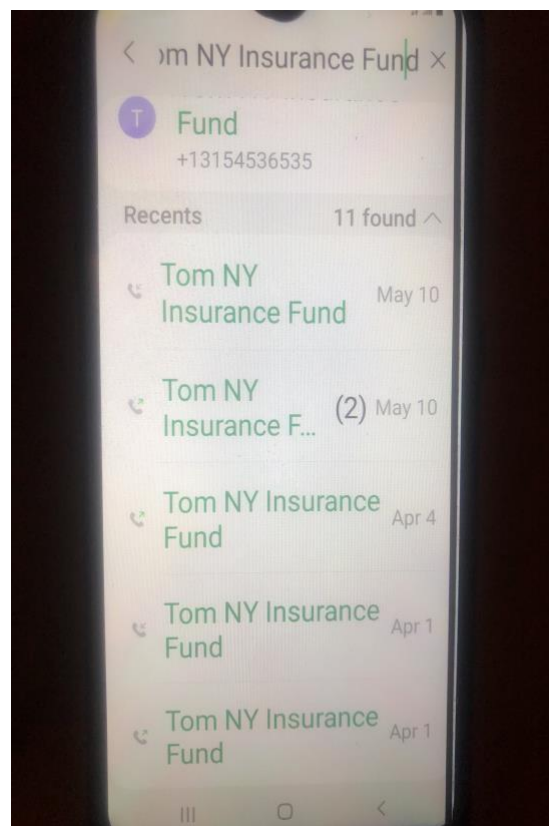 om NY Insurance Fund ×
T
Fund
+13154536535
Recents 11 found
Tom NY
Insurance Fund May 10
Tom NY
Insurance F... (2) May 10
Tom NY Insurance
Fund Apr 4
Tom NY Insurance
Fund Apr 1
Tom NY Insurance
Fund Apr 1